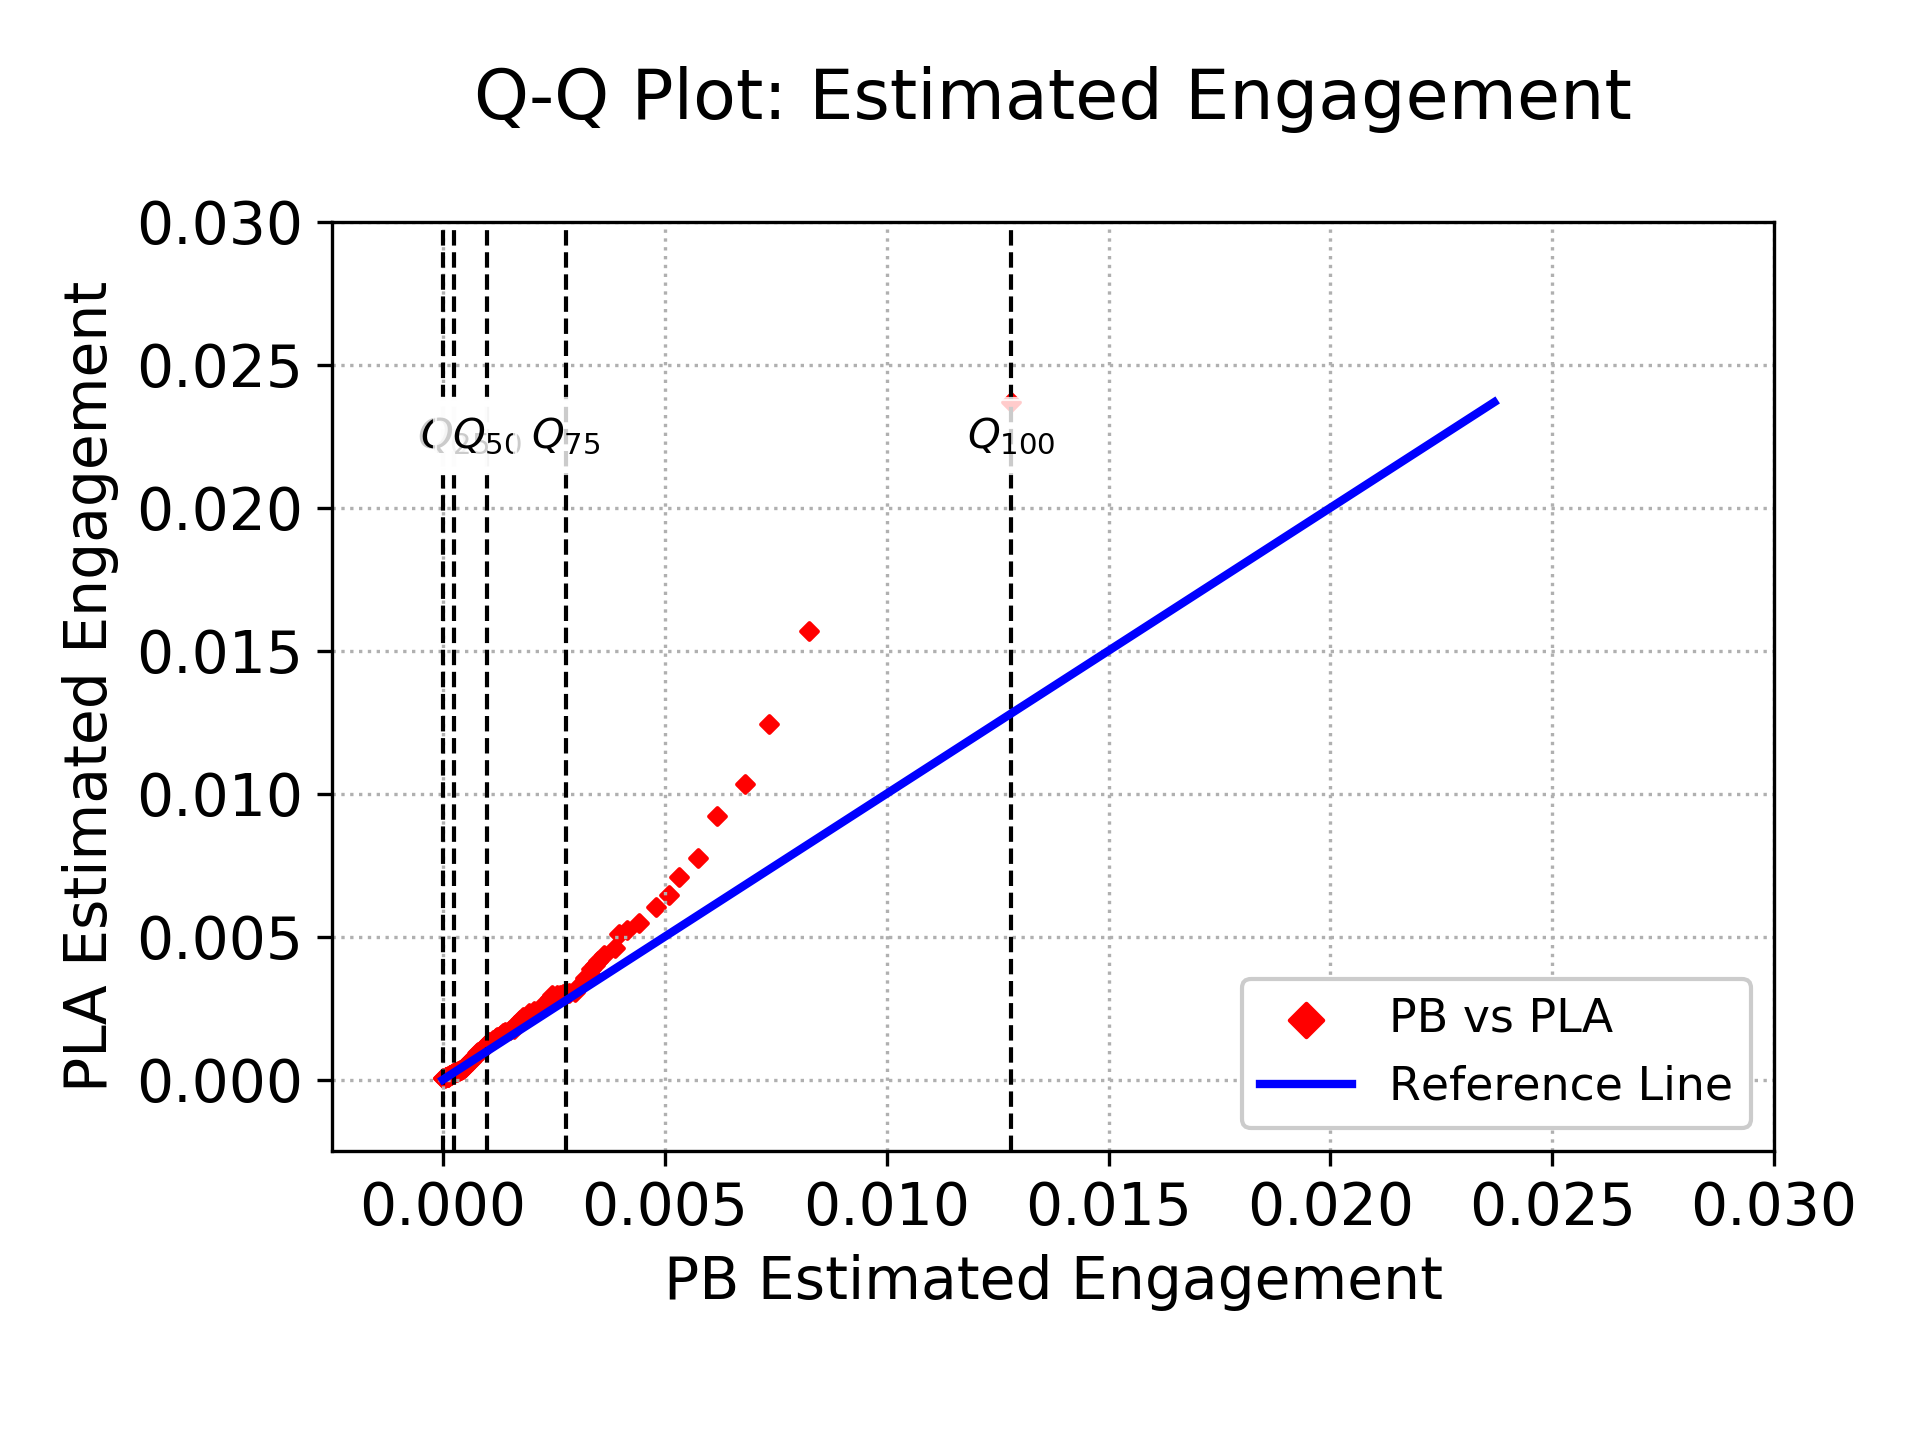 Q-Q Plot: Estimated Engagement
PLA Estimated Engagement
0.030
0.025
0.020
0.015
0.010
0.005
0.000
Q50
Q75
Q100
PB vs PLA
Reference Line
0.000 0.005 0.010 0.015 0.020 0.025 0.030
PB Estimated Engagement